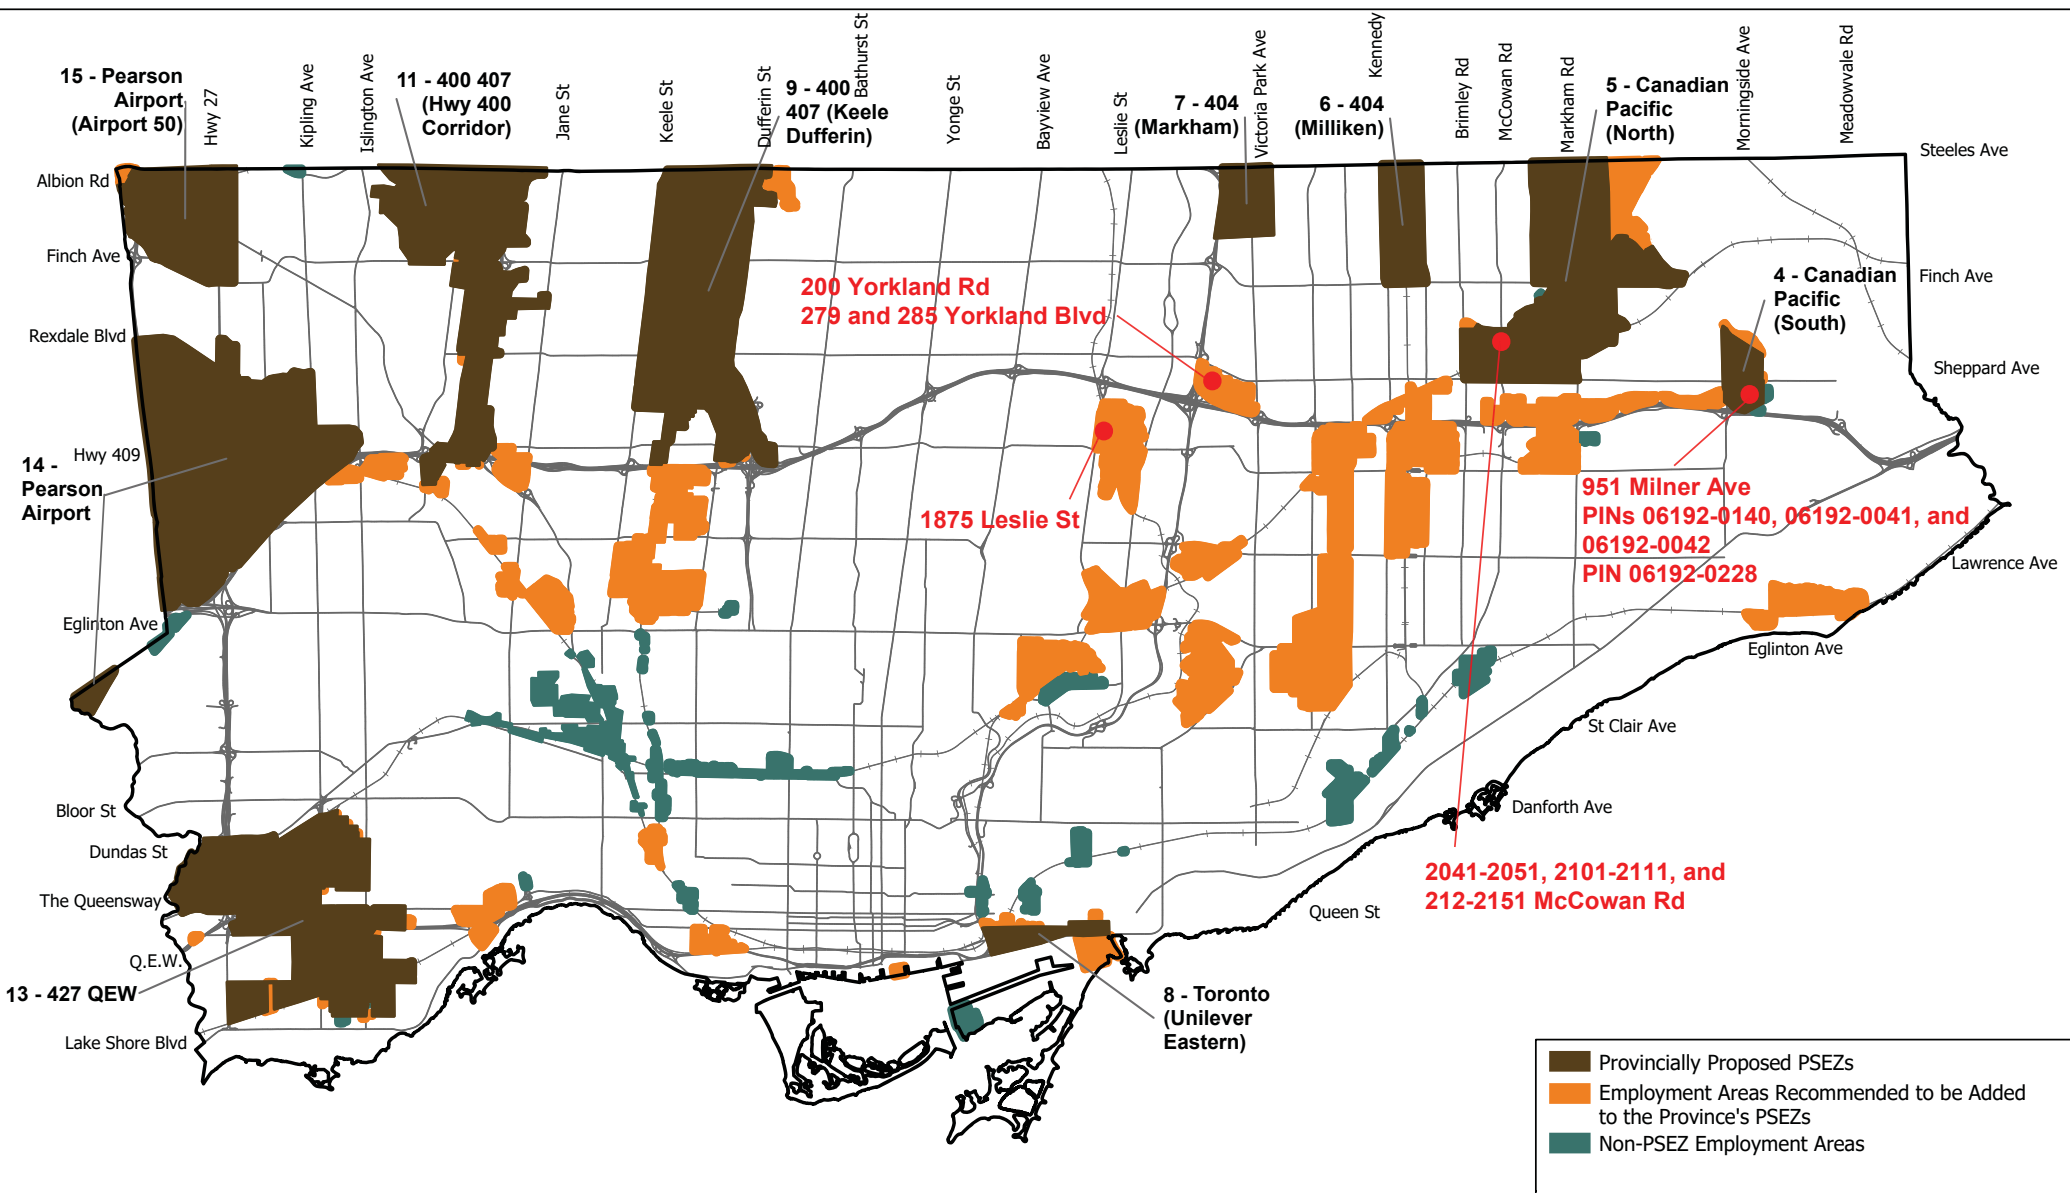 Hwy 27
Kipling Ave
Islington Ave
Jane St
Keele St
Dufferin St
Bathurst St
Yonge St
Bayview Ave
Leslie St
Victoria Park Ave
Kennedy
Brimley Rd
McCowan Rd
Markham Rd
Morningside Ave
Meadowvale Rd
15 - Pearson
Airport
(Airport 50)
11 - 400 407
(Hwy 400
Corridor)
9 - 400
407 (Keele
Dufferin)
7 - 404
(Markham)
6 - 404
(Milliken)
5 - Canadian
Pacific
(North)
4 - Canadian
Pacific
(South)
Steeles Ave
Finch Ave
Sheppard Ave
Lawrence Ave
Eglinton Ave
St Clair Ave
Danforth Ave
Queen St
Albion Rd
Finch Ave
Rexdale Blvd
Hwy 409
14 -
Pearson
Airport
Eglinton Ave
Bloor St
Dundas St
The Queensway
Q.E.W.
13 - 427 QEW
Lake Shore Blvd
200 Yorkland Rd
279 and 285 Yorkland Blvd
1875 Leslie St
951 Milner Ave
PINs 06192-0140, 06192-0041, and
06192-0042
PIN 06192-0228
2041-2051, 2101-2111, and
212-2151 McCowan Rd
8 - Toronto
(Unilever
Eastern)
Provincially Proposed PSEZs
Employment Areas Recommended to be Added
to the Province's PSEZs
Non-PSEZ Employment Areas